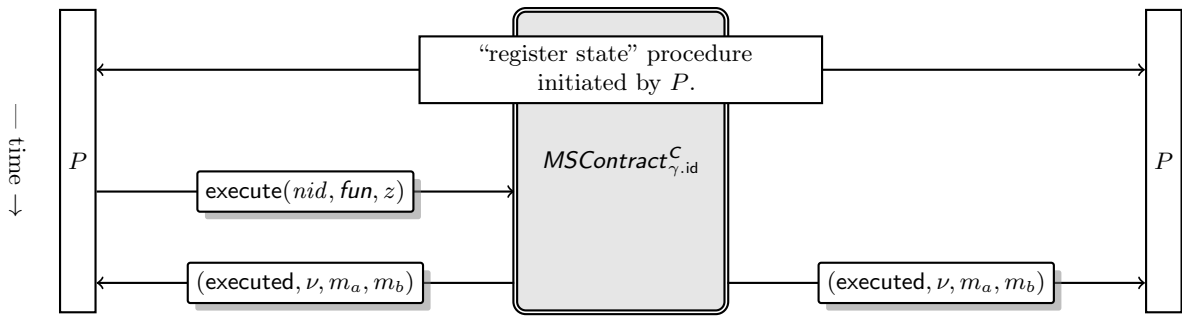 “register state” procedure
initiated by P.
— time →
P
MSContract^C_γ.id
P
execute(nid, fun, z)
(executed, ν, m_a, m_b)
(executed, ν, m_a, m_b)